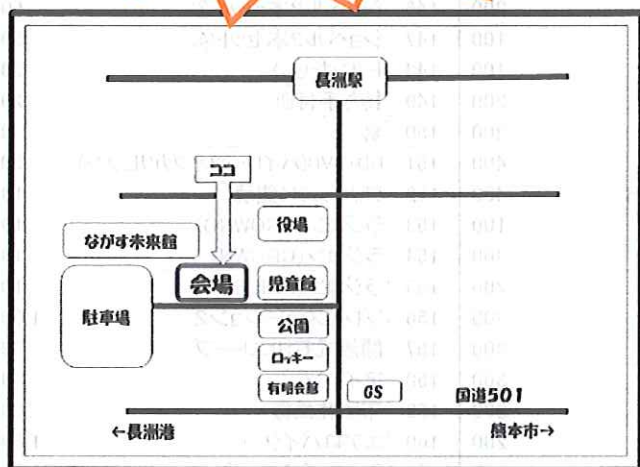 長洲駅
ココ
役場
ながす未来館
会場
児童館
駐車場
公園
ロッキー
有明会館
GS
国道501
←長洲港
熊本市→